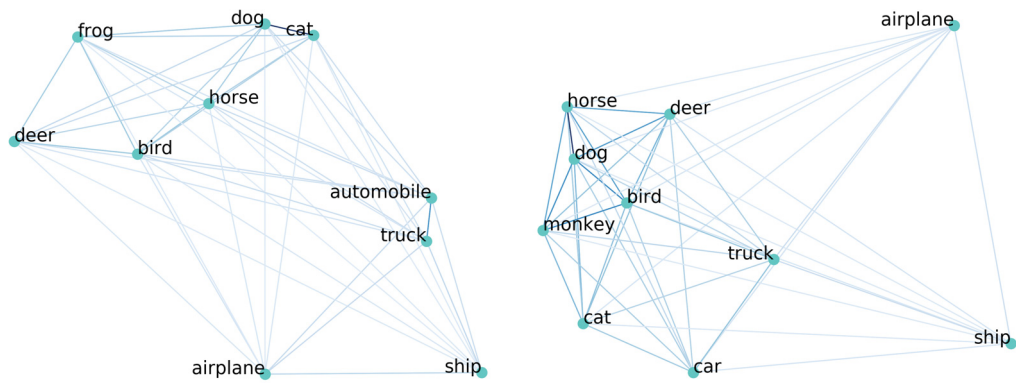 dog
cat
frog
horse
deer
bird
automobile
truck
airplane
ship
airplane
horse
deer
dog
bird
monkey
truck
cat
ship
car